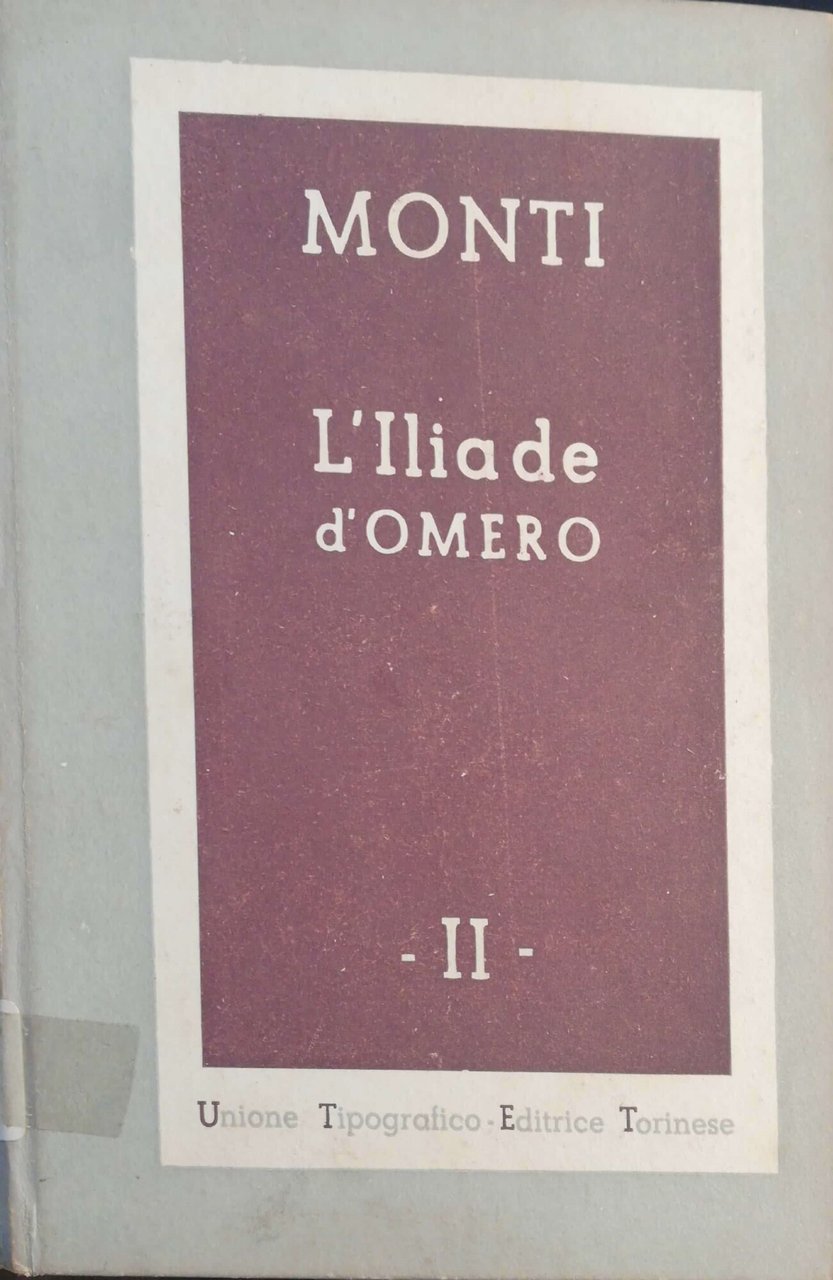 MONTI
L'Iliade
d'OMERO
- II -
Unione Tipografico-Editrice Torinese